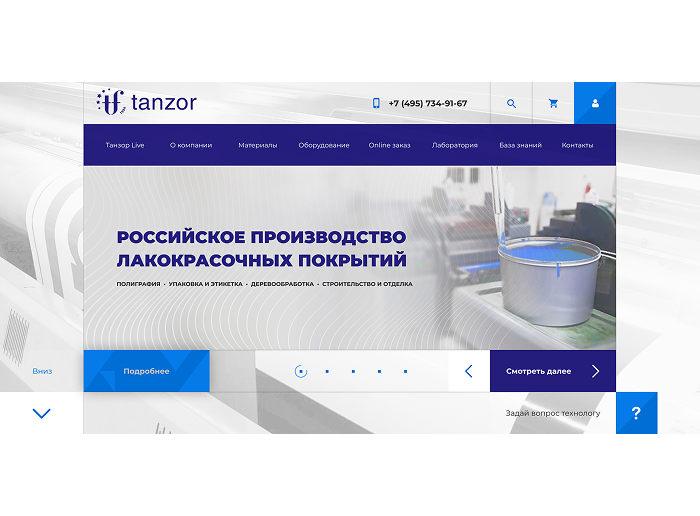 tanzor
+7 (495) 734-91-67
Танзор Live О компании Материалы Оборудование Online заказ Лаборатория База знаний Контакты
РОССИЙСКОЕ ПРОИЗВОДСТВО
ЛАКОКРАСОЧНЫХ ПОКРЫТИЙ
ПОЛИГРАФИЯ • УПАКОВКА И ЭТИКЕТКА • ДЕРЕВООБРАБОТКА • СТРОИТЕЛЬСТВО И ОТДЕЛКА
Вниз
Подробнее
Смотреть далее
Задай вопрос технологу
?